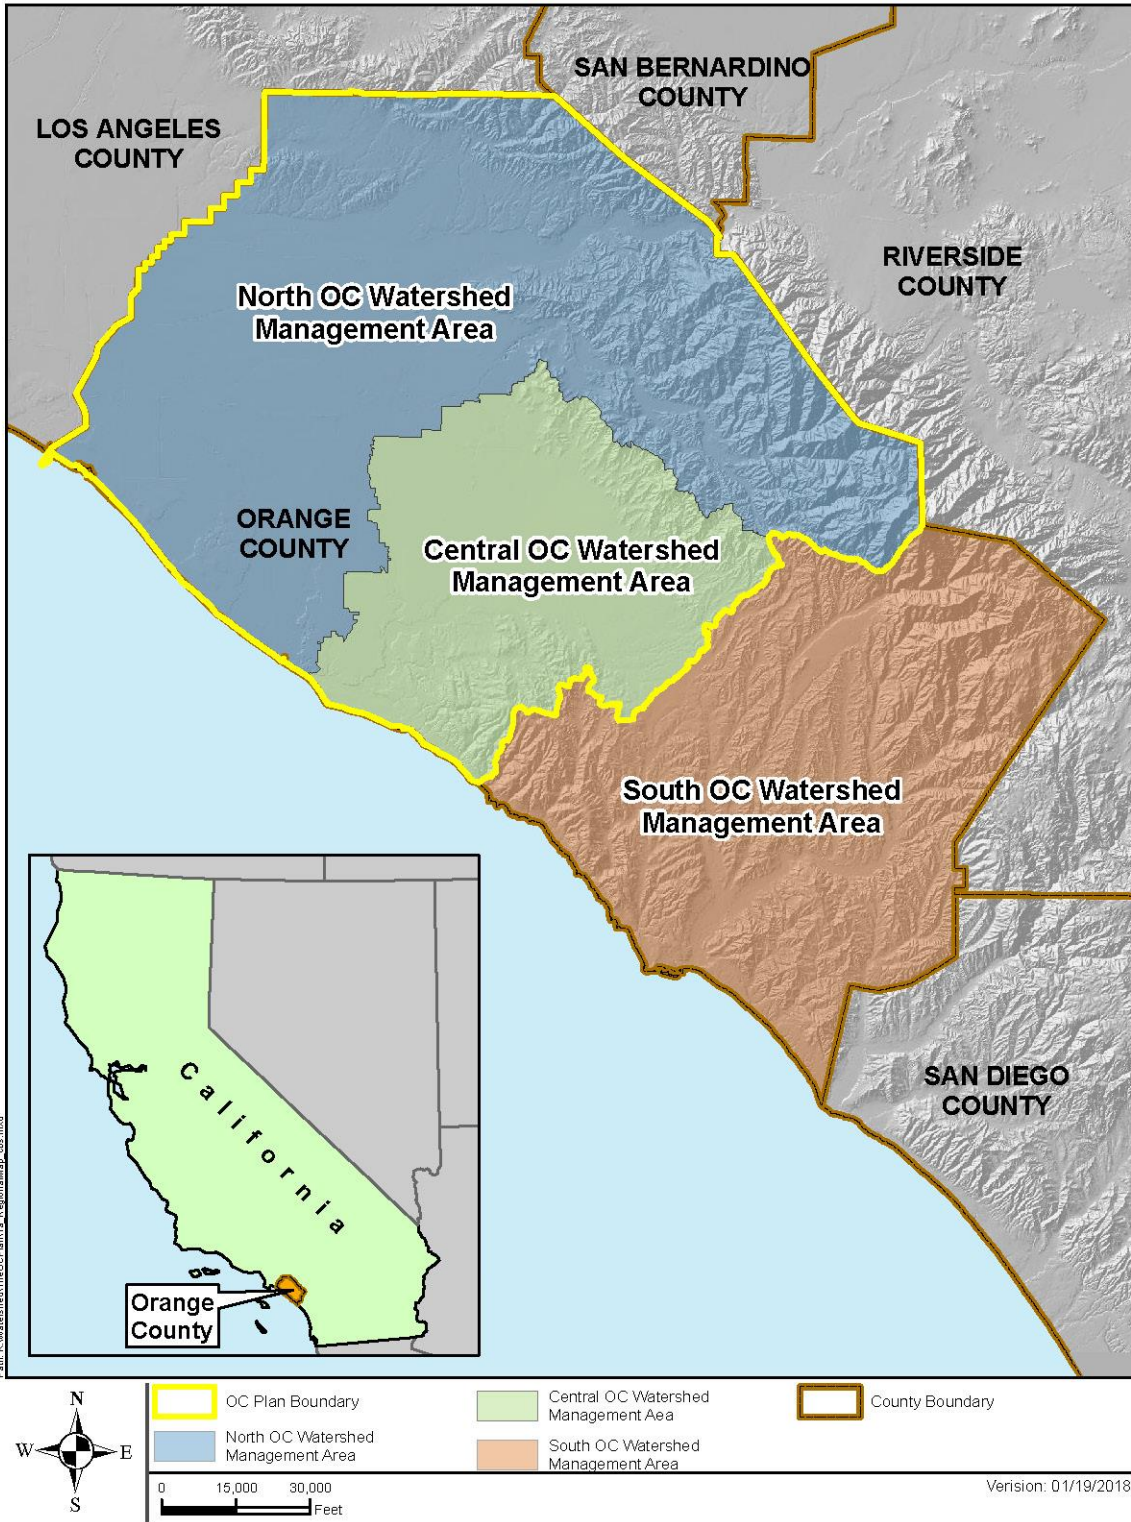 SAN BERNARDINO
COUNTY
LOS ANGELES
COUNTY
RIVERSIDE
COUNTY
North OC Watershed
Management Area
ORANGE
COUNTY
Central OC Watershed
Management Area
South OC Watershed
Management Area
SAN DIEGO
COUNTY
California
Orange
County
N
W
E
S
OC Plan Boundary
North OC Watershed
Management Area
Central OC Watershed
Management Aea
South OC Watershed
Management Area
County Boundary
0 15,000 30,000
Feet
Verision: 01/19/2018